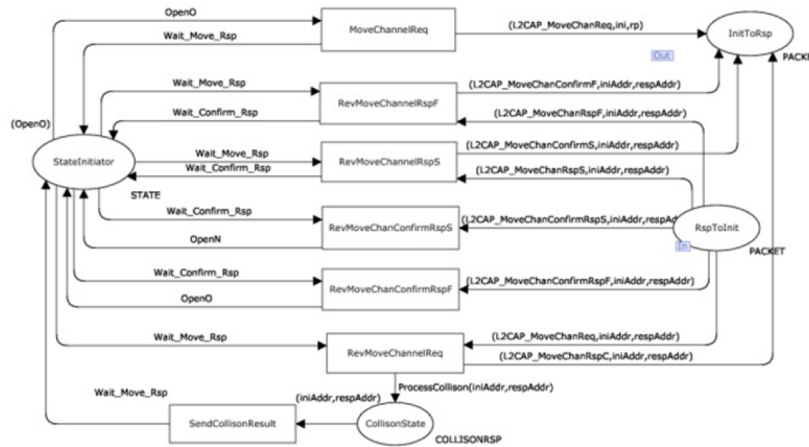 OpenO
MoveChannelReq
(L2CAP_MoveChanReq,ini,rp)
InitToRsp
Wait_Move_Rsp
Out
PACKE
Wait_Move_Rsp
(L2CAP_MoveChanConfirmF,iniAddr,respAddr)
RevMoveChannelRspF
Wait_Confirm_Rsp
(L2CAP_MoveChanRspF,iniAddr,respAddr)
(OpenO)
StateInitiator
Wait_Move_Rsp
(L2CAP_MoveChanConfirmS,iniAddr,respAddr)
RevMoveChannelRspS
Wait_Confirm_Rsp
(L2CAP_MoveChanRspS,iniAddr,respAddr)
STATE
Wait_Confirm_Rsp
(L2CAP_MoveChanConfirmRspS,iniAddr,respAd
RevMoveChanConfirmRspS
RspToInit
OpenN
In
PACKET
Wait_Confirm_Rsp
(L2CAP_MoveChanConfirmRspF,iniAddr,respAddr)
RevMoveChanConfirmRspF
OpenO
Wait_Move_Rsp
(L2CAP_MoveChanReq,iniAddr,respAddr)
RevMoveChannelReq
(L2CAP_MoveChanRspC,iniAddr,respAddr)
ProcessCollison(iniAddr,respAddr)
Wait_Move_Rsp
(iniAddr,respAddr)
SendCollisonResult
CollisonState
COLLISONRSP